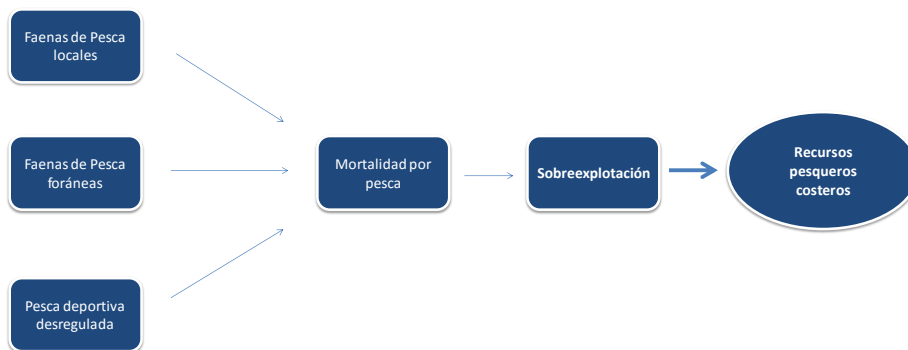 Faenas de Pesca
locales
Faenas de Pesca
foráneas
Pesca deportiva
desregulada
Mortalidad por
pesca
Sobreexplotación
Recursos
pesqueros
costeros